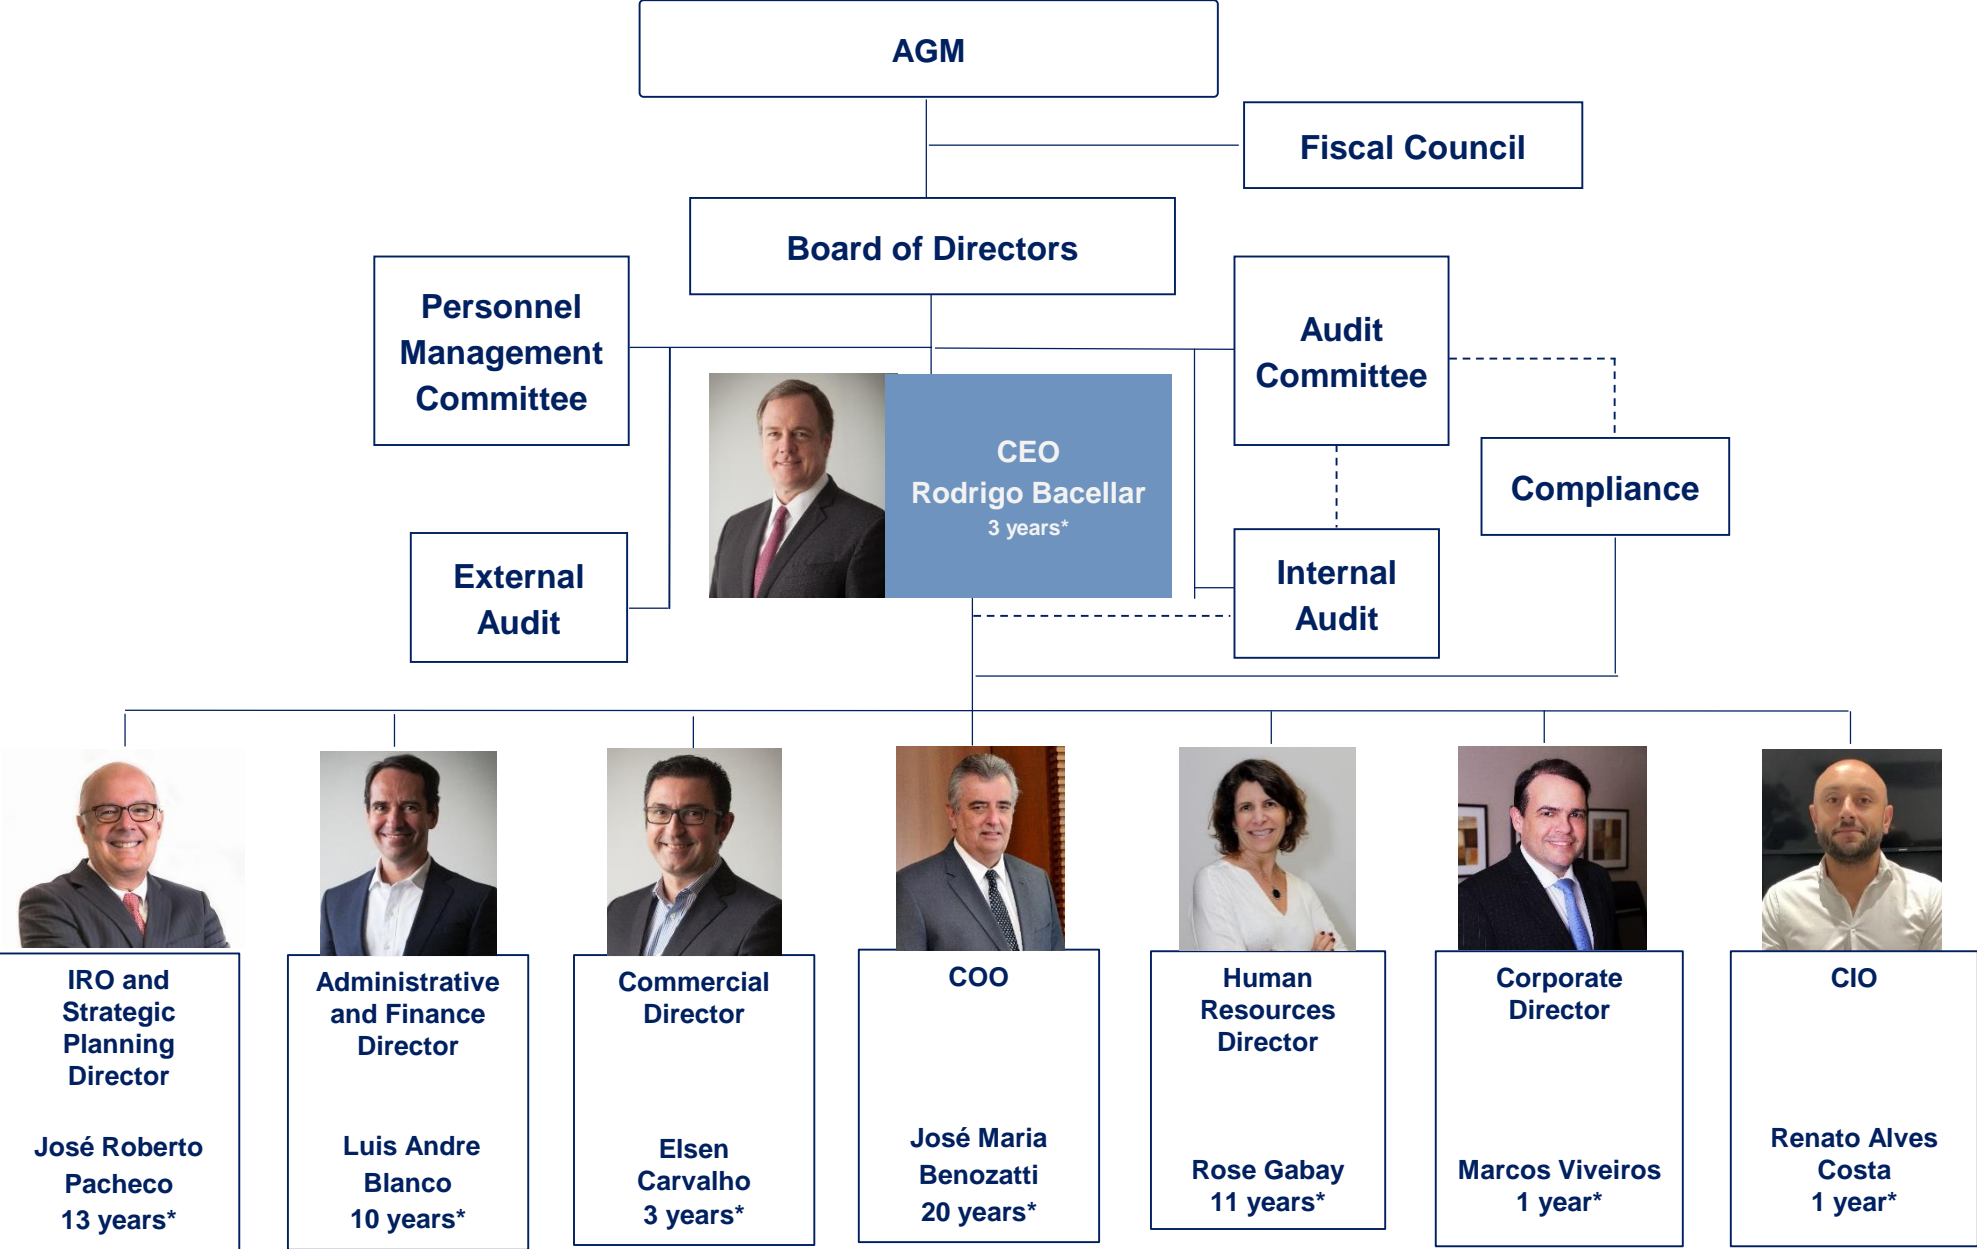 AGM
Fiscal Council
Board of Directors
Personnel
Management
Committee
Audit
Committee
CEO
Rodrigo Bacellar
3 years*
Compliance
External
Audit
Internal
Audit
IRO and
Strategic
Planning
Director
José Roberto
Pacheco
13 years*
Administrative
and Finance
Director
Luis Andre
Blanco
10 years*
Commercial
Director
Elsen
Carvalho
3 years*
COO
José Maria
Benozatti
20 years*
Human
Resources
Director
Rose Gabay
11 years*
Corporate
Director
Marcos Viveiros
1 year*
CIO
Renato Alves
Costa
1 year*